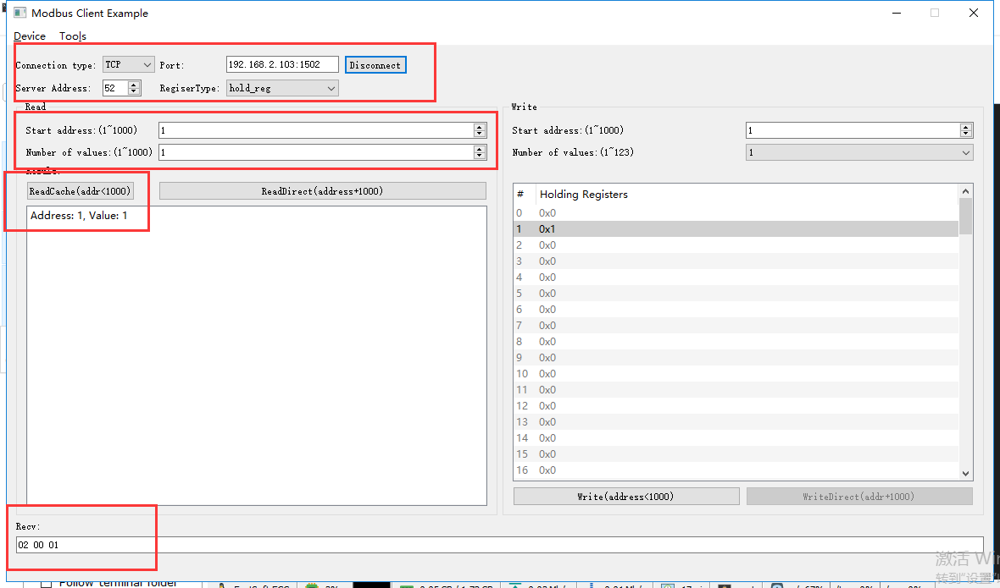 Modbus Client Example
Device Tools
Connection type: TCP Port: 192.168.2.103:1502 Disconnect
Server Address: 52 RegiserType: hold_reg
Read
Start address:(1~1000) 1
Number of values:(1~1000) 1
Result:
ReadCache(addr<1000) ReadDirect(address+1000)
Address: 1, Value: 1
Write
Start address:(1~1000) 1
Number of values:(1~123) 1
# Holding Registers
0 0x0
1 0x1
2 0x0
3 0x0
4 0x0
5 0x0
6 0x0
7 0x0
8 0x0
9 0x0
10 0x0
11 0x0
12 0x0
13 0x0
14 0x0
15 0x0
16 0x0
Write(address<1000) WriteDirect(addr+1000)
Recv:
02 00 01
激活 Win
转到"设置"
Follow terminal folder